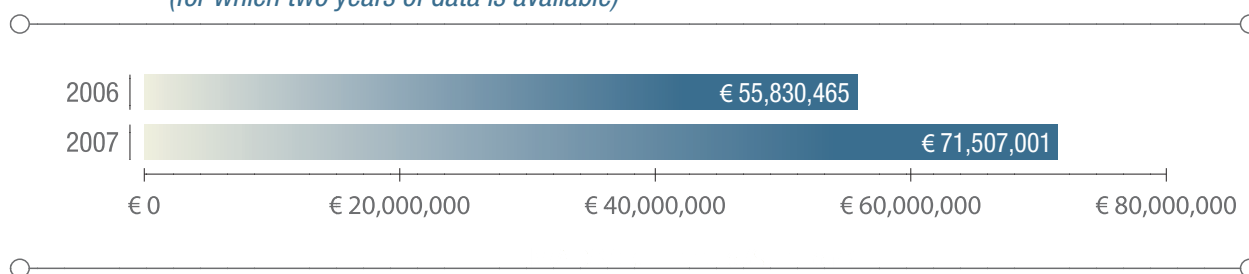 (for which two years of data is available)
2006 € 55,830,465
2007 € 71,507,001
€ 0 € 20,000,000 € 40,000,000 € 60,000,000 € 80,000,000